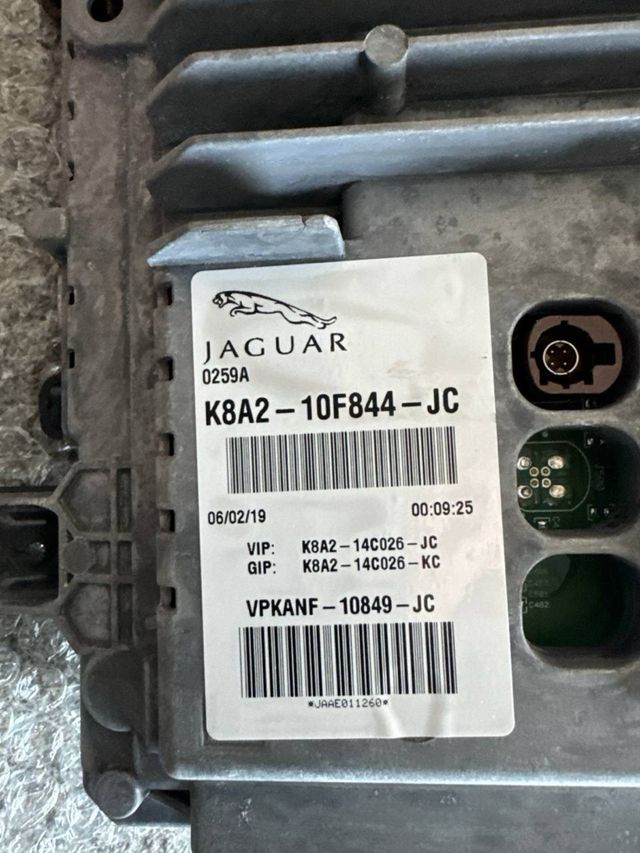 JAGUAR
0259A
K8A2-10F844-JC
06/02/19 00:09:25
VIP: K8A2-14C026-JC
GIP: K8A2-14C026-KC
VPKANF-10849-JC
*JAAE011260*
C482